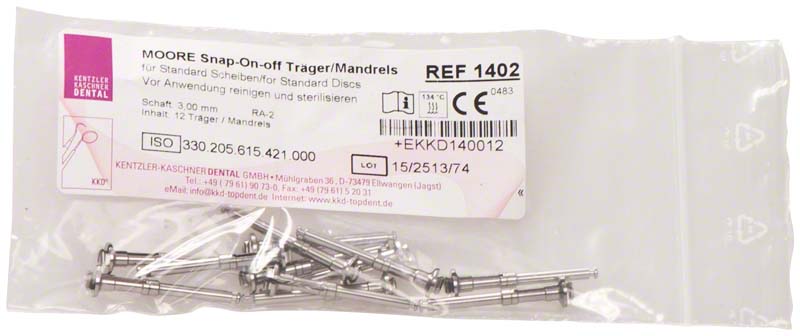 KENTZLER
KASCHNER
DENTAL
KKD®
MOORE Snap-On-off Träger/Mandrels
für Standard Scheiben/for Standard Discs
Vor Anwendung reinigen und sterilisieren
Schaft: 3,00 mm RA-2
Inhalt: 12 Träger / Mandrels
ISO 330.205.615.421.000
REF 1402
134 °C
CE 0483
+EKKD140012
LOT 15/2513/74
KENTZLER-KASCHNER DENTAL GMBH • Mühlgraben 36 , D-73479 Ellwangen (Jagst)
Tel.: +49 ( 79 61) 90 73-0. Fax. +49 (79 61) 5 20 31
eMail: info@kkd-topdent.com Internet: www.kkd-topdent.com
«